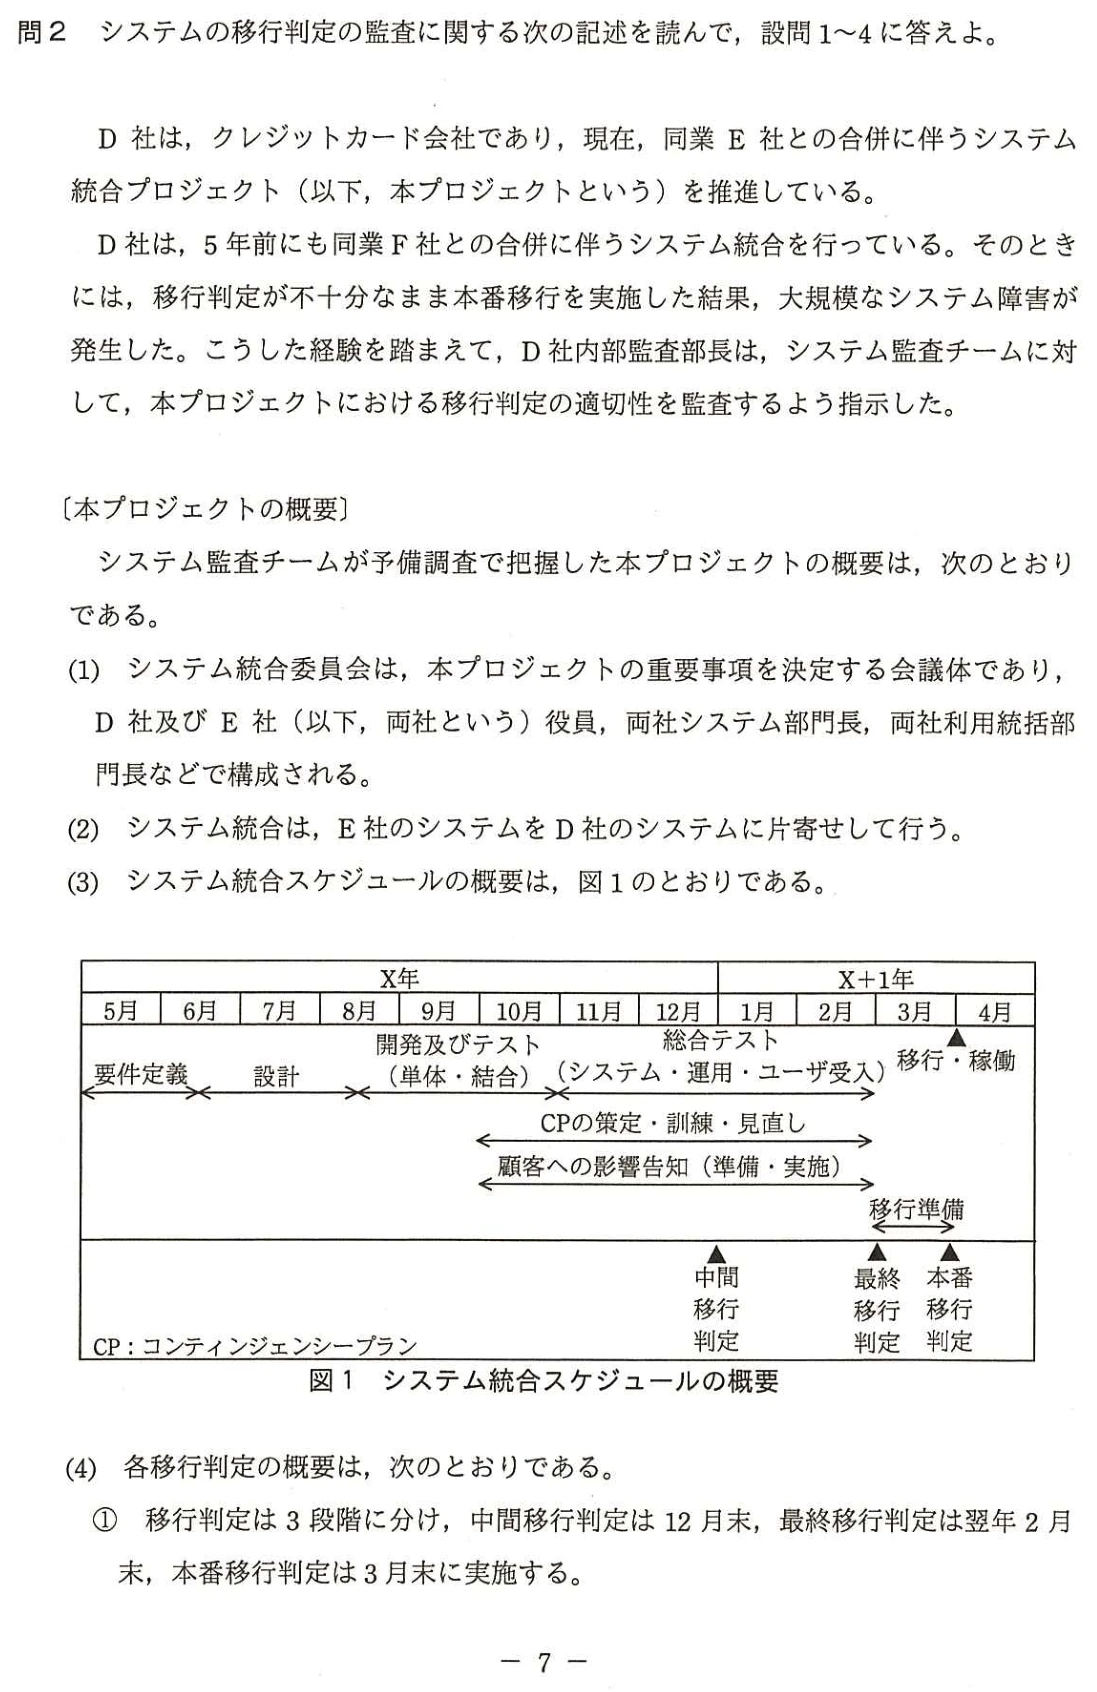 問2　システムの移行判定の監査に関する次の記述を読んで，設問1～4に答えよ。
D 社は，クレジットカード会社であり，現在，同業 E 社との合併に伴うシステム
統合プロジェクト（以下，本プロジェクトという）を推進している。
D社は，5年前にも同業F社との合併に伴うシステム統合を行っている。そのとき
には，移行判定が不十分なまま本番移行を実施した結果，大規模なシステム障害が
発生した。こうした経験を踏まえて，D社内部監査部長は，システム監査チームに対
して，本プロジェクトにおける移行判定の適切性を監査するよう指示した。
〔本プロジェクトの概要〕
システム監査チームが予備調査で把握した本プロジェクトの概要は，次のとおり
である。
(1)　システム統合委員会は，本プロジェクトの重要事項を決定する会議体であり，
D 社及び E 社（以下，両社という）役員，両社システム部門長，両社利用統括部
門長などで構成される。
(2)　システム統合は，E社のシステムをD社のシステムに片寄せして行う。
(3)　システム統合スケジュールの概要は，図1のとおりである。
X年 X+1年
5月 6月 7月 8月 9月 10月 11月 12月 1月 2月 3月 4月
要件定義
設計
開発及びテスト
（単体・結合）
総合テスト
（システム・運用・ユーザ受入）
移行・稼働
CPの策定・訓練・見直し
顧客への影響告知（準備・実施）
移行準備
中間
移行
判定
最終
移行
判定
本番
移行
判定
CP：コンティンジェンシープラン
図1　システム統合スケジュールの概要
(4)　各移行判定の概要は，次のとおりである。
①　移行判定は3段階に分け，中間移行判定は12月末，最終移行判定は翌年2月
末，本番移行判定は3月末に実施する。
－ 7 －